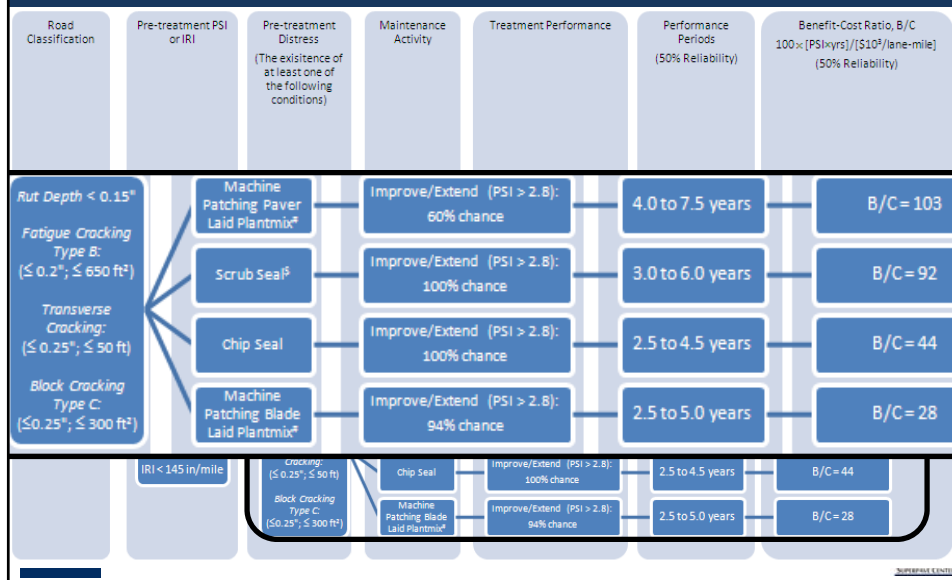 Road
Classification
Pre-treatment PSI
or IRI
Pre-treatment
Distress
(The exisitence of
at least one of
the following
conditions)
Maintenance
Activity
Treatment Performance
Performance
Periods
(50% Reliability)
Benefit-Cost Ratio, B/C
100 × [PSI×yrs]/[$10³/lane-mile]
(50% Reliability)
Rut Depth < 0.15"
Fatigue Cracking
Type B:
(≤ 0.2"; ≤ 650 ft²)
Transverse
Cracking:
(≤ 0.25"; ≤ 50 ft)
Block Cracking
Type C:
(≤0.25"; ≤ 300 ft²)
Machine
Patching Paver
Laid Plantmix#
Improve/Extend (PSI > 2.8):
60% chance
4.0 to 7.5 years
B/C = 103
Scrub Seal$
Improve/Extend (PSI > 2.8):
100% chance
3.0 to 6.0 years
B/C = 92
Chip Seal
Improve/Extend (PSI > 2.8):
100% chance
2.5 to 4.5 years
B/C = 44
Machine
Patching Blade
Laid Plantmix#
Improve/Extend (PSI > 2.8):
94% chance
2.5 to 5.0 years
B/C = 28
IRI < 145 in/mile
Cracking:
(≤ 0.25"; ≤ 50 ft)
Block Cracking
Type C:
(≤0.25"; ≤ 300 ft²)
Chip Seal
Improve/Extend (PSI > 2.8):
100% chance
2.5 to 4.5 years
B/C = 44
Machine
Patching Blade
Laid Plantmix#
Improve/Extend (PSI > 2.8):
94% chance
2.5 to 5.0 years
B/C = 28
SUPERPAVE CENTE